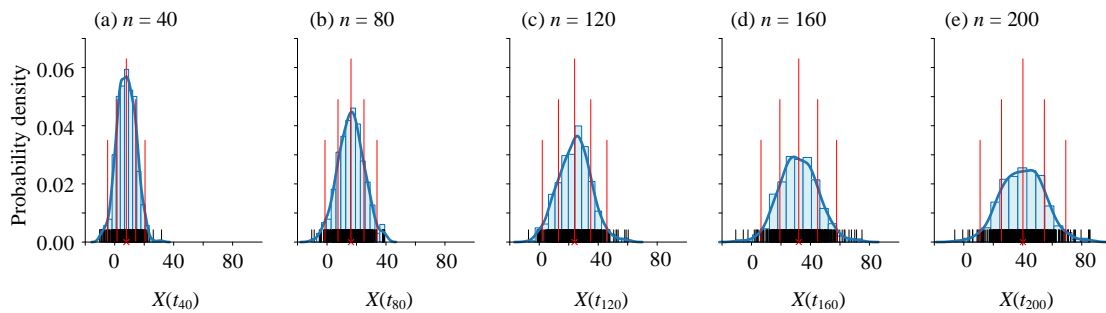 (a) n = 40
(b) n = 80
(c) n = 120
(d) n = 160
(e) n = 200
Probability density
0.06
0.04
0.02
0.00
0 40 80
0 40 80
0 40 80
0 40 80
0 40 80
X(t₄₀)
X(t₈₀)
X(t₁₂₀)
X(t₁₆₀)
X(t₂₀₀)